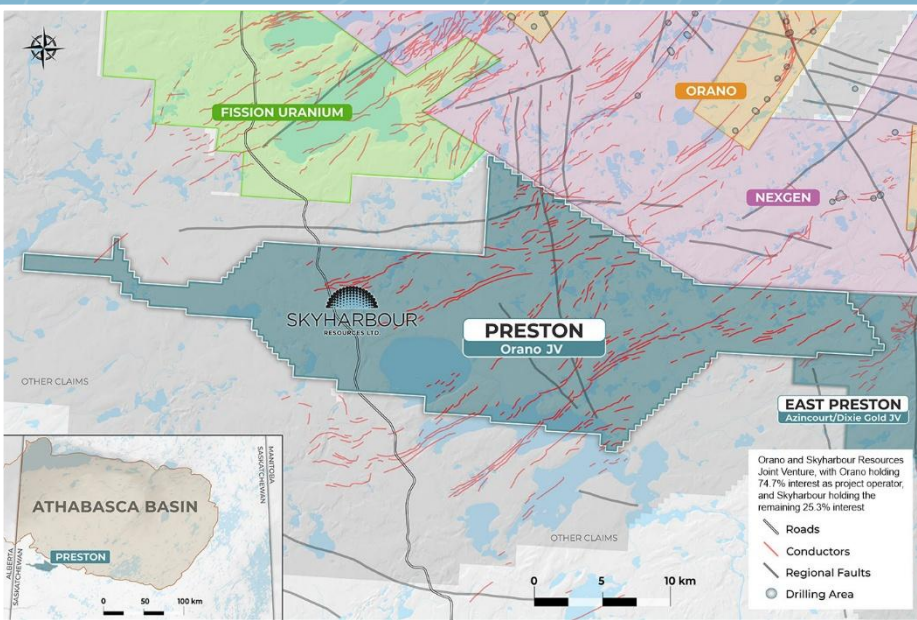 FISSION URANIUM
ORANO
NEXGEN
SKYHARBOUR
RESOURCES LTD.
PRESTON
Orano JV
OTHER CLAIMS
EAST PRESTON
Azincourt/Dixie Gold JV
OTHER CLAIMS
0 5 10 km
MANITOBA
SASKATCHEWAN
ATHABASCA BASIN
PRESTON
ALBERTA
SASKATCHEWAN
0 50 100 km
Orano and Skyharbour Resources
Joint Venture, with Orano holding
74.7% interest as project operator,
and Skyharbour holding the
remaining 25.3% interest
Roads
Conductors
Regional Faults
Drilling Area